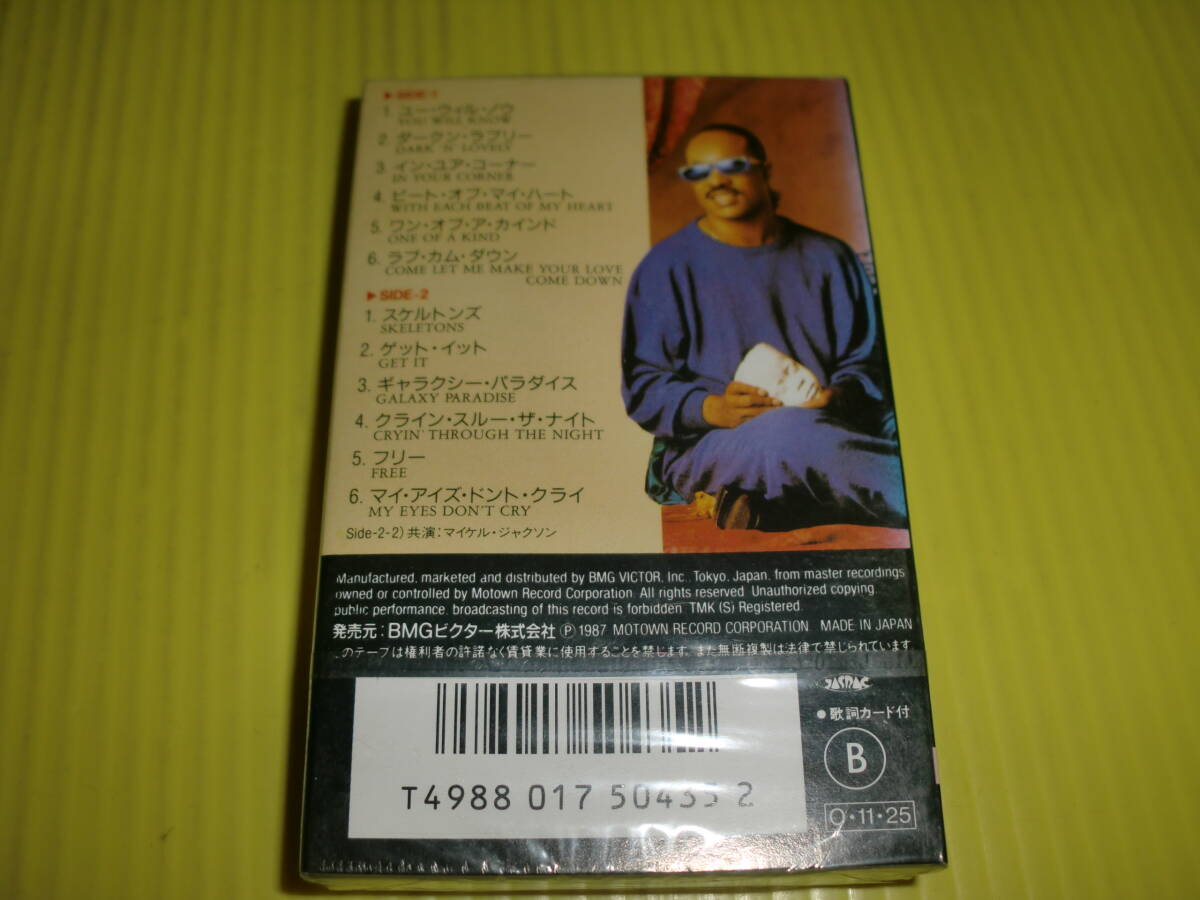 ▶SIDE-1
1. ユー・ウィル・ノウ
YOU WILL KNOW
2. ダークン・ラブリー
DARK 'N' LOVELY
3. イン・ユア・コーナー
IN YOUR CORNER
4. ビート・オブ・マイ・ハート
WITH EACH BEAT OF MY HEART
5. ワン・オブ・ア・カインド
ONE OF A KIND
6. ラブ・カム・ダウン
COME LET ME MAKE YOUR LOVE
COME DOWN
▶SIDE-2
1. スケルトンズ
SKELETONS
2. ゲット・イット
GET IT
3. ギャラクシー・パラダイス
GALAXY PARADISE
4. クライン・スルー・ザ・ナイト
CRYIN' THROUGH THE NIGHT
5. フリー
FREE
6. マイ・アイズ・ドント・クライ
MY EYES DON'T CRY
Side-2-2) 共演:マイケル・ジャクソン
Manufactured, marketed and distributed by BMG VICTOR, Inc., Tokyo, Japan, from master recordings
owned or controlled by Motown Record Corporation. All rights reserved. Unauthorized copying,
public performance, broadcasting of this record is forbidden. TMK (S) Registered.
発売元:BMGビクター株式会社 Ⓟ 1987 MOTOWN RECORD CORPORATION MADE IN JAPAN
このテープは権利者の許諾なく賃貸業に使用することを禁じます。また無断複製は法律で禁じられています。
JASRAC
●歌詞カード付
B
T4988 017 50435 2
O・11・25